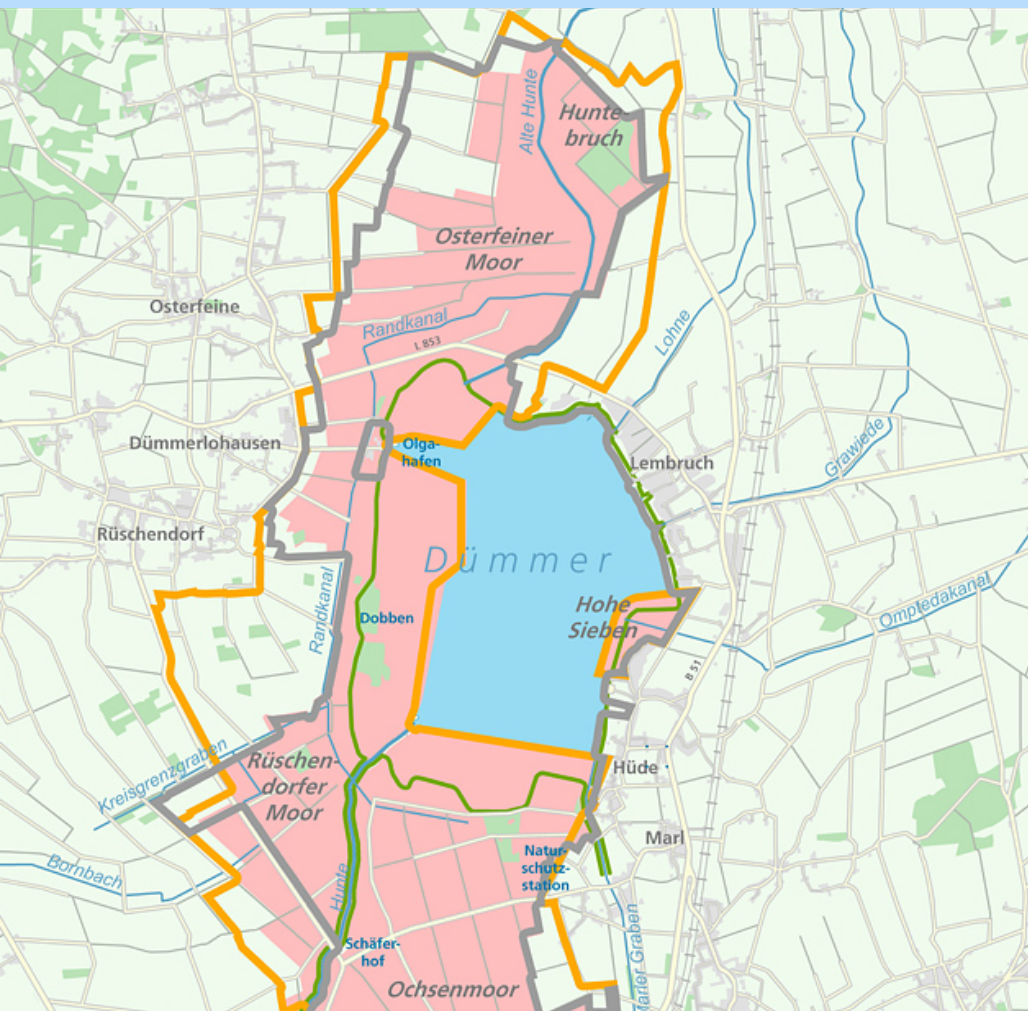 Alte Hunte
Hunte-
bruch
Osterfeiner
Moor
Osterfeine
Randkanal
L 853
Lohne
Dümmerlohausen
Olga-
hafen
Lembruch
Grawiede
Rüschendorf
Dümmer
Randkanal
Dobben
Hohe
Sieben
Omptedakanal
B 51
Kreisgrenzgraben
Rüschen-
dorfer
Moor
Hüde
Marl
Bornbach
Hunte
Natur-
schutz-
station
Schäfer-
hof
Marler Graben
Ochsenmoor